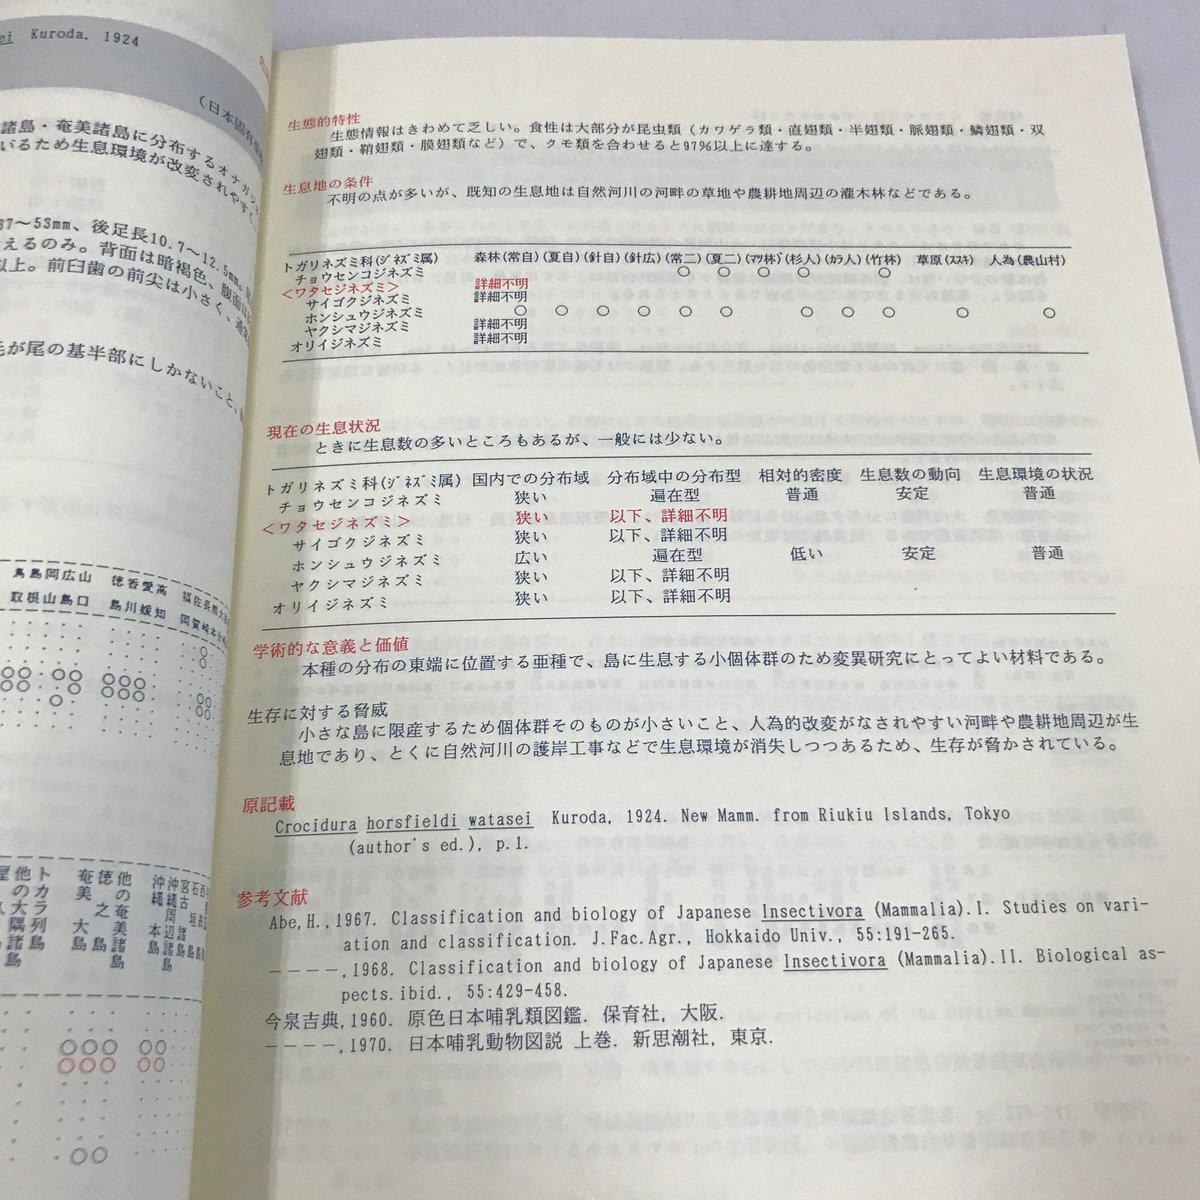 ei Kuroda, 1924
(日本固有亜種
諸島・奄美諸島に分布するオナガジネ
いるため生息環境が改変されやすく、
37～53mm、後足長10.7～12.5mm。
えるのみ。背面は暗褐色、腹面
以上。前臼歯の前尖は小さく、通常
毛が尾の基半部にしかないこと、
鳥島岡広山 徳香愛高 福佐長熊大
取根山島口 島川媛知 岡賀崎本分
○
○
○○ ○○ ○○○
○○ ○○ ○○○ ○○
○ ○
他の大隅諸島
トカラ列島
奄美大島
徳之島
他の奄美諸島
沖縄本島
沖縄周辺諸島
宮古諸島
石垣島
○○○ ○○
○○○ ○○
○○
生態的特性
生態情報はきわめて乏しい。食性は大部分が昆虫類（カワゲラ類・直翅類・半翅類・脈翅類・鱗翅類・双
翅類・鞘翅類・膜翅類など）で、クモ類を合わせると97％以上に達する。
生息地の条件
不明の点が多いが、既知の生息地は自然河川の河畔の草地や農耕地周辺の灌木林などである。
トガリネズミ科(ｼﾞﾈｽﾞﾐ属) 森林(常自)(夏自)(針自)(針広)(常二)(夏二)(ﾏﾂ林)(杉人)(ｶﾗ人)(竹林) 草原(ｽｽｷ) 人為(農山村)
チョウセンコジネズミ ○ ○ ○ ○ ○
＜ワタセジネズミ＞ 詳細不明
サイゴクジネズミ 詳細不明
ホンシュウジネズミ ○ ○ ○ ○ ○ ○ ○ ○ ○ ○ ○
ヤクシマジネズミ 詳細不明
オリイジネズミ 詳細不明
現在の生息状況
ときに生息数の多いところもあるが、一般には少ない。
トガリネズミ科(ｼﾞﾈｽﾞﾐ属) 国内での分布域 分布域中の分布型 相対的密度 生息数の動向 生息環境の状況
チョウセンコジネズミ 狭い 遍在型 普通 安定 普通
＜ワタセジネズミ＞ 狭い 以下、詳細不明
サイゴクジネズミ 狭い 以下、詳細不明
ホンシュウジネズミ 広い 遍在型 低い 安定 普通
ヤクシマジネズミ 狭い 以下、詳細不明
オリイジネズミ 狭い 以下、詳細不明
学術的な意義と価値
本種の分布の東端に位置する亜種で、島に生息する小個体群のため変異研究にとってよい材料である。
生存に対する脅威
小さな島に限産するため個体群そのものが小さいこと、人為的改変がなされやすい河畔や農耕地周辺が生
息地であり、とくに自然河川の護岸工事などで生息環境が消失しつつあるため、生存が脅かされている。
原記載
Crocidura horsfieldi watasei Kuroda, 1924. New Mamm. from Riukiu Islands, Tokyo
(author's ed.), p.1.
参考文献
Abe,H.,1967. Classification and biology of Japanese Insectivora (Mammalia).I. Studies on vari-
ation and classification. J.Fac.Agr., Hokkaido Univ., 55:191-265.
－－－－,1968. Classification and biology of Japanese Insectivora (Mammalia).II. Biological as-
pects.ibid., 55:429-458.
今泉吉典,1960. 原色日本哺乳類図鑑. 保育社, 大阪.
－－－－,1970. 日本哺乳動物図説 上巻. 新思潮社, 東京.